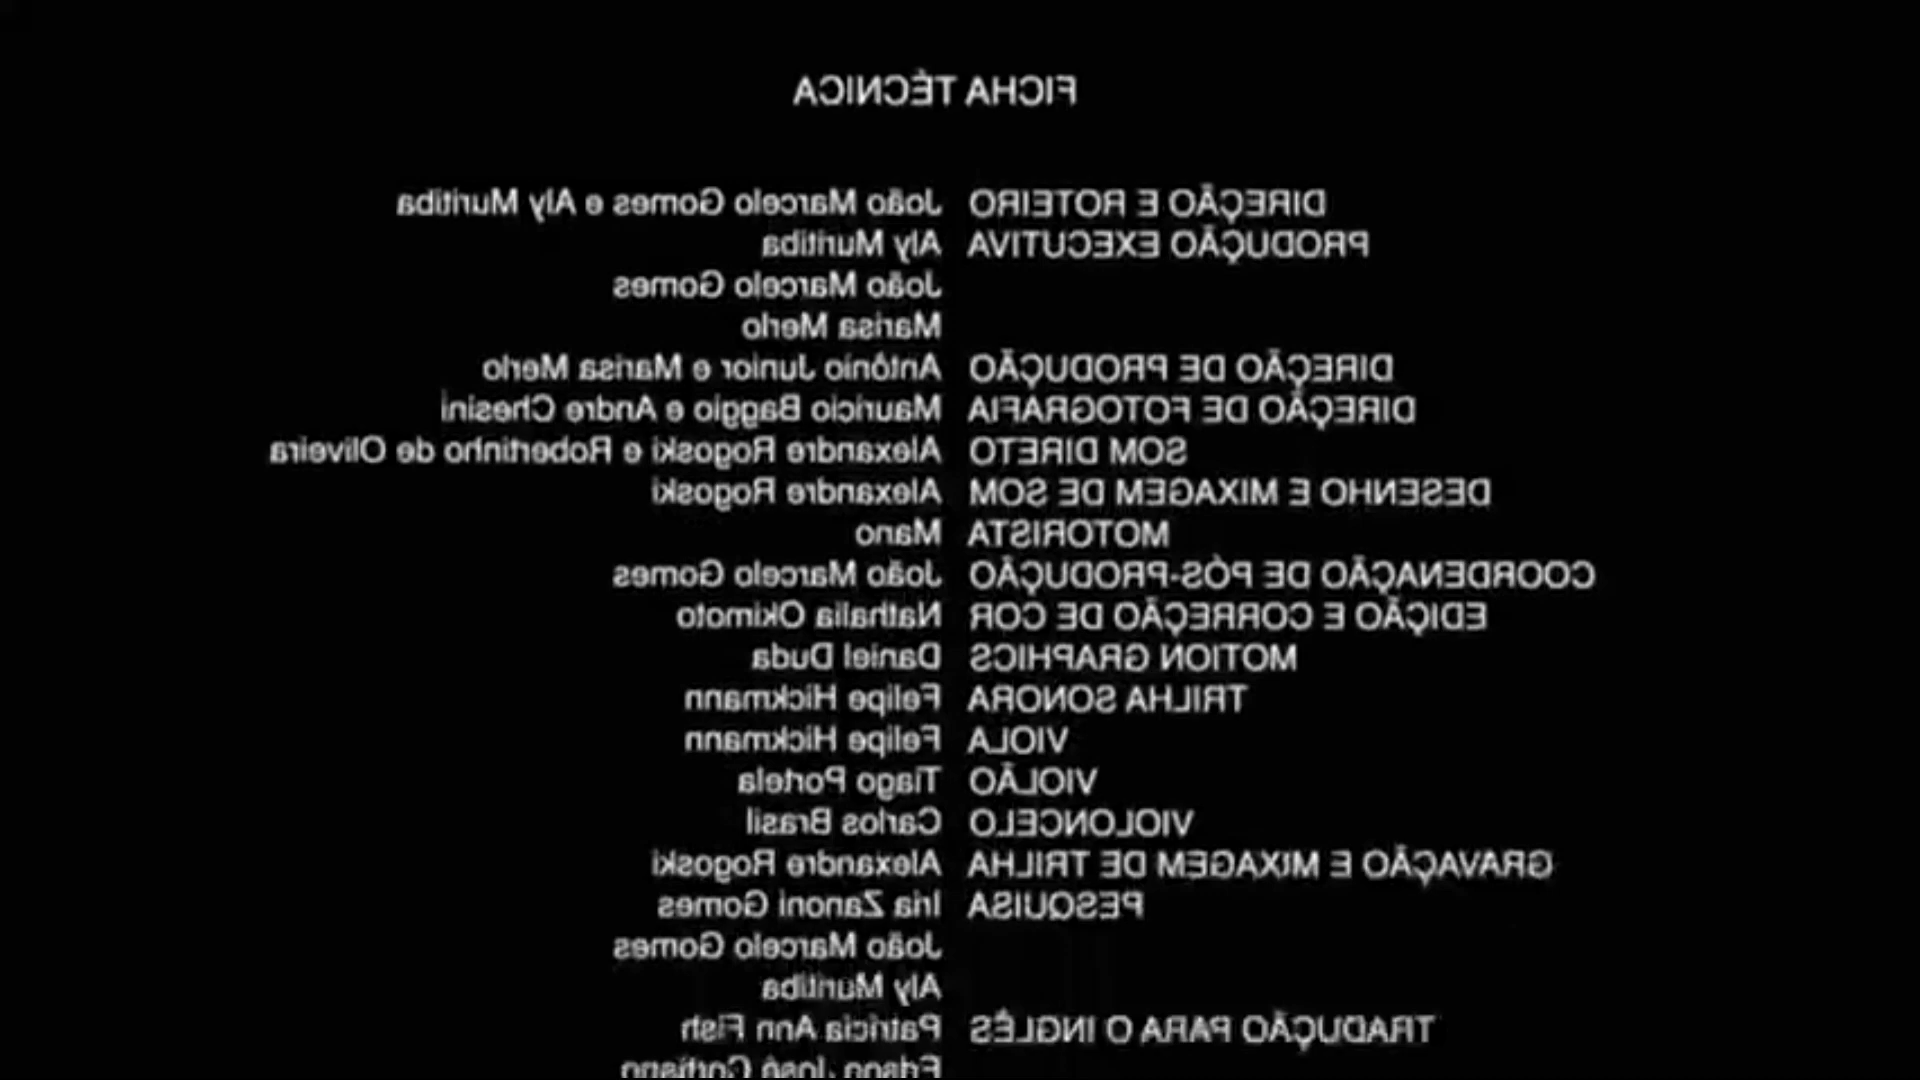 FICHA TÉCNICA
DIREÇÃO E ROTEIRO João Marcelo Gomes e Aly Muritiba
PRODUÇÃO EXECUTIVA Aly Muritiba
João Marcelo Gomes
Marisa Merlo
DIREÇÃO DE PRODUÇÃO Antônio Junior e Marisa Merlo
DIREÇÃO DE FOTOGRAFIA Mauricio Baggio e Andre Chesini
SOM DIRETO Alexandre Rogoski e Robertinho de Oliveira
DESENHO E MIXAGEM DE SOM Alexandre Rogoski
MOTORISTA Mano
COORDENAÇÃO DE PÓS-PRODUÇÃO João Marcelo Gomes
EDIÇÃO E CORREÇÃO DE COR Nathalia Okimoto
MOTION GRAPHICS Daniel Duda
TRILHA SONORA Felipe Hickmann
VIOLA Felipe Hickmann
VIOLÃO Tiago Portela
VIOLONCELO Carlos Brasil
GRAVAÇÃO E MIXAGEM DE TRILHA Alexandre Rogoski
PESQUISA Iria Zanoni Gomes
João Marcelo Gomes
Aly Muritiba
TRADUÇÃO PARA O INGLÊS Patrícia Ann Fish
Edson José Cortiano